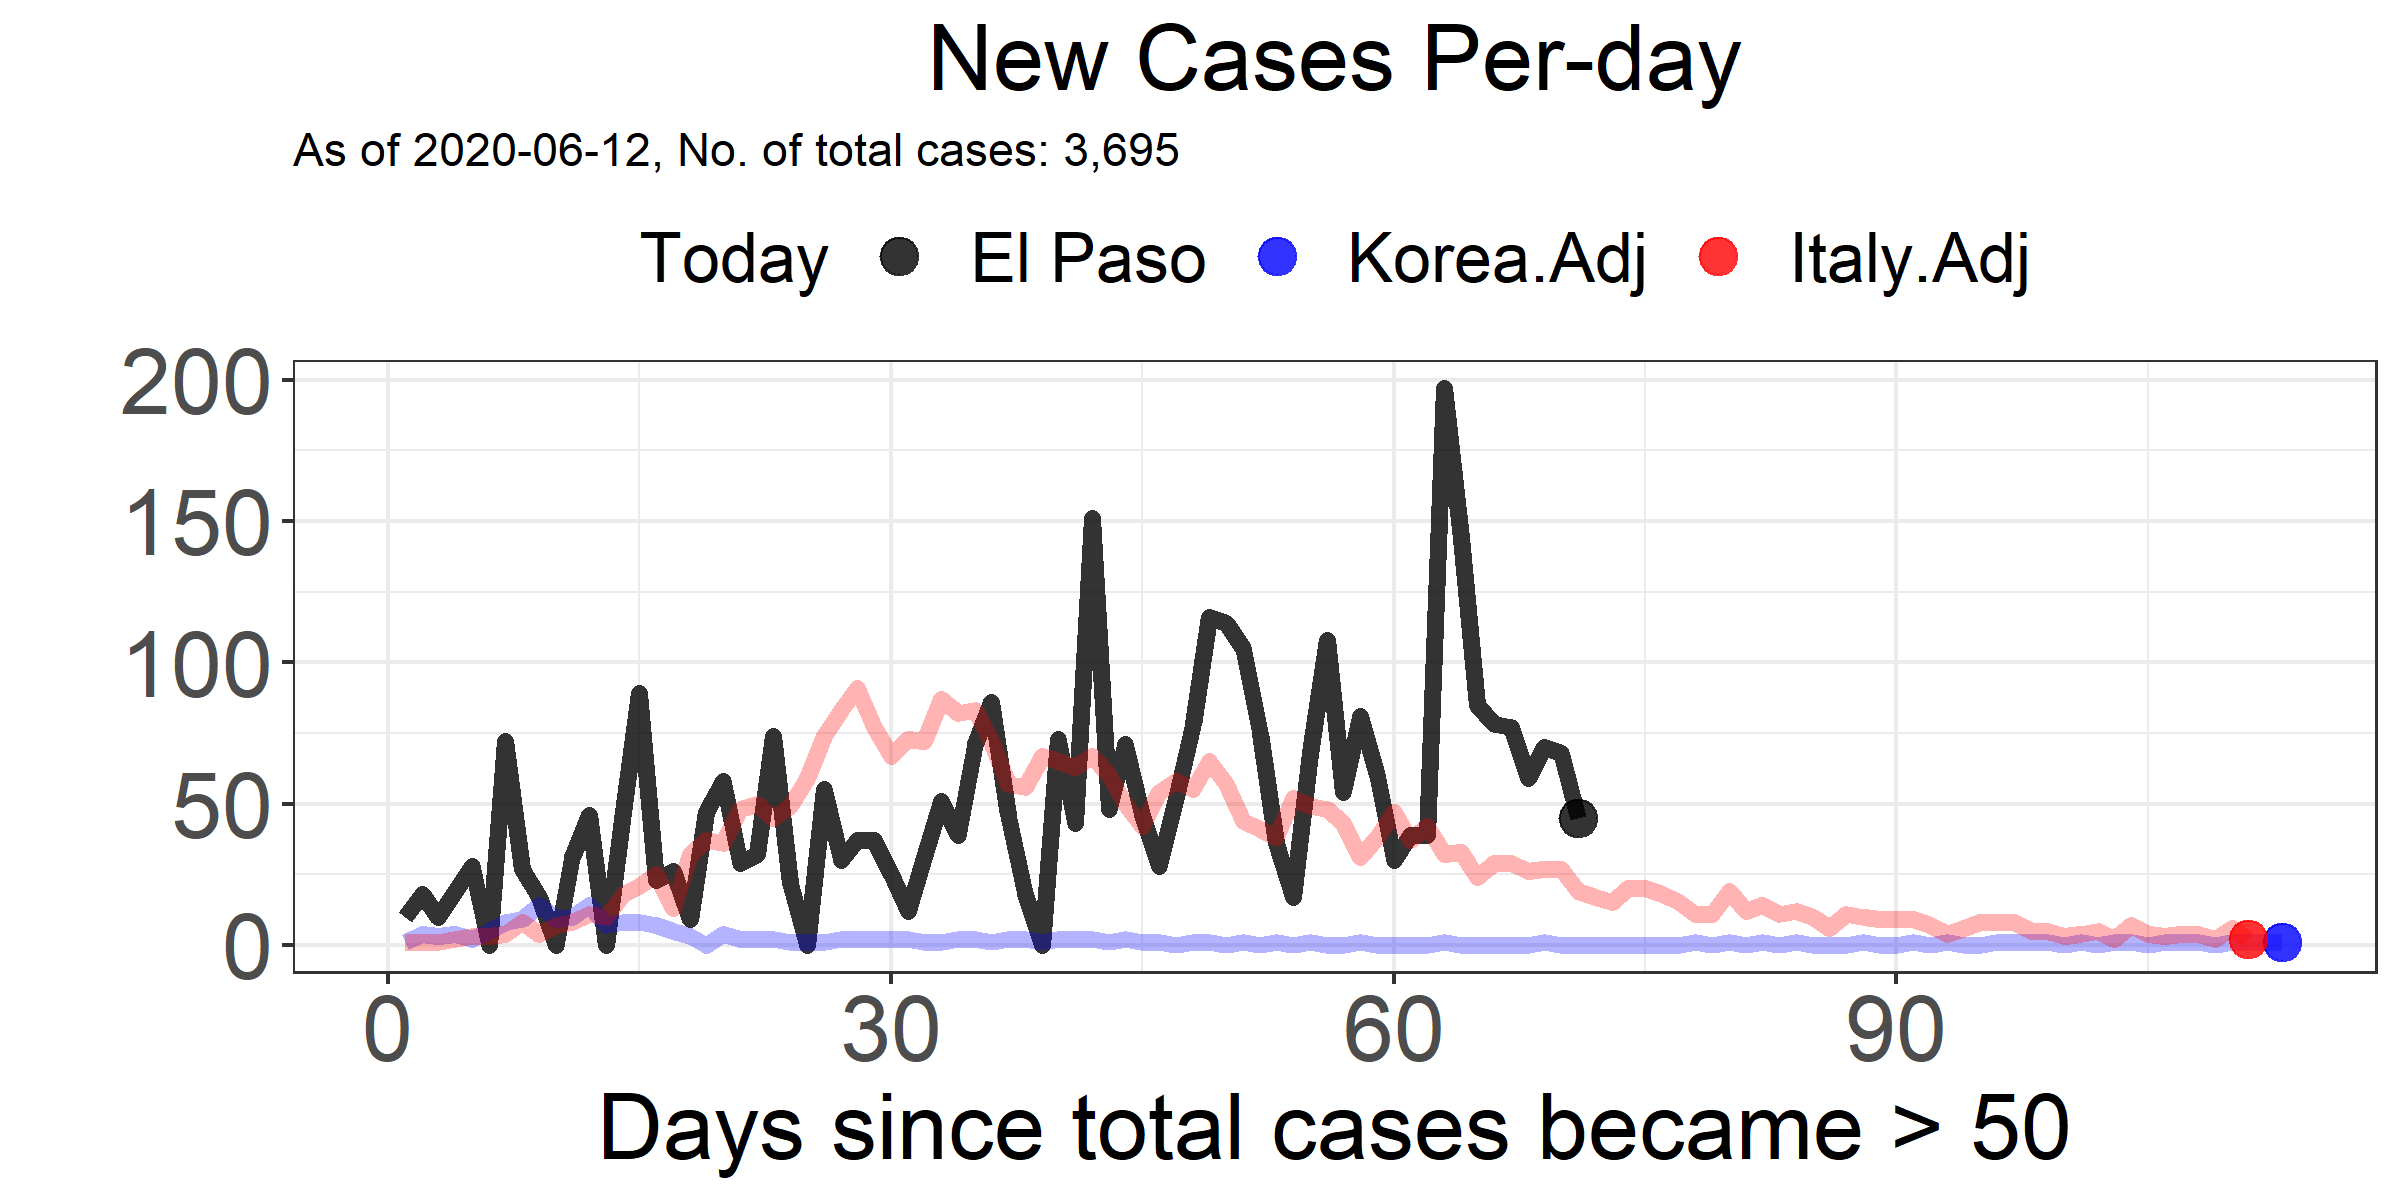 New Cases Per-day
As of 2020-06-12, No. of total cases: 3,695
Today El Paso Korea.Adj Italy.Adj
200
150
100
50
0
0 30 60 90
Days since total cases became > 50